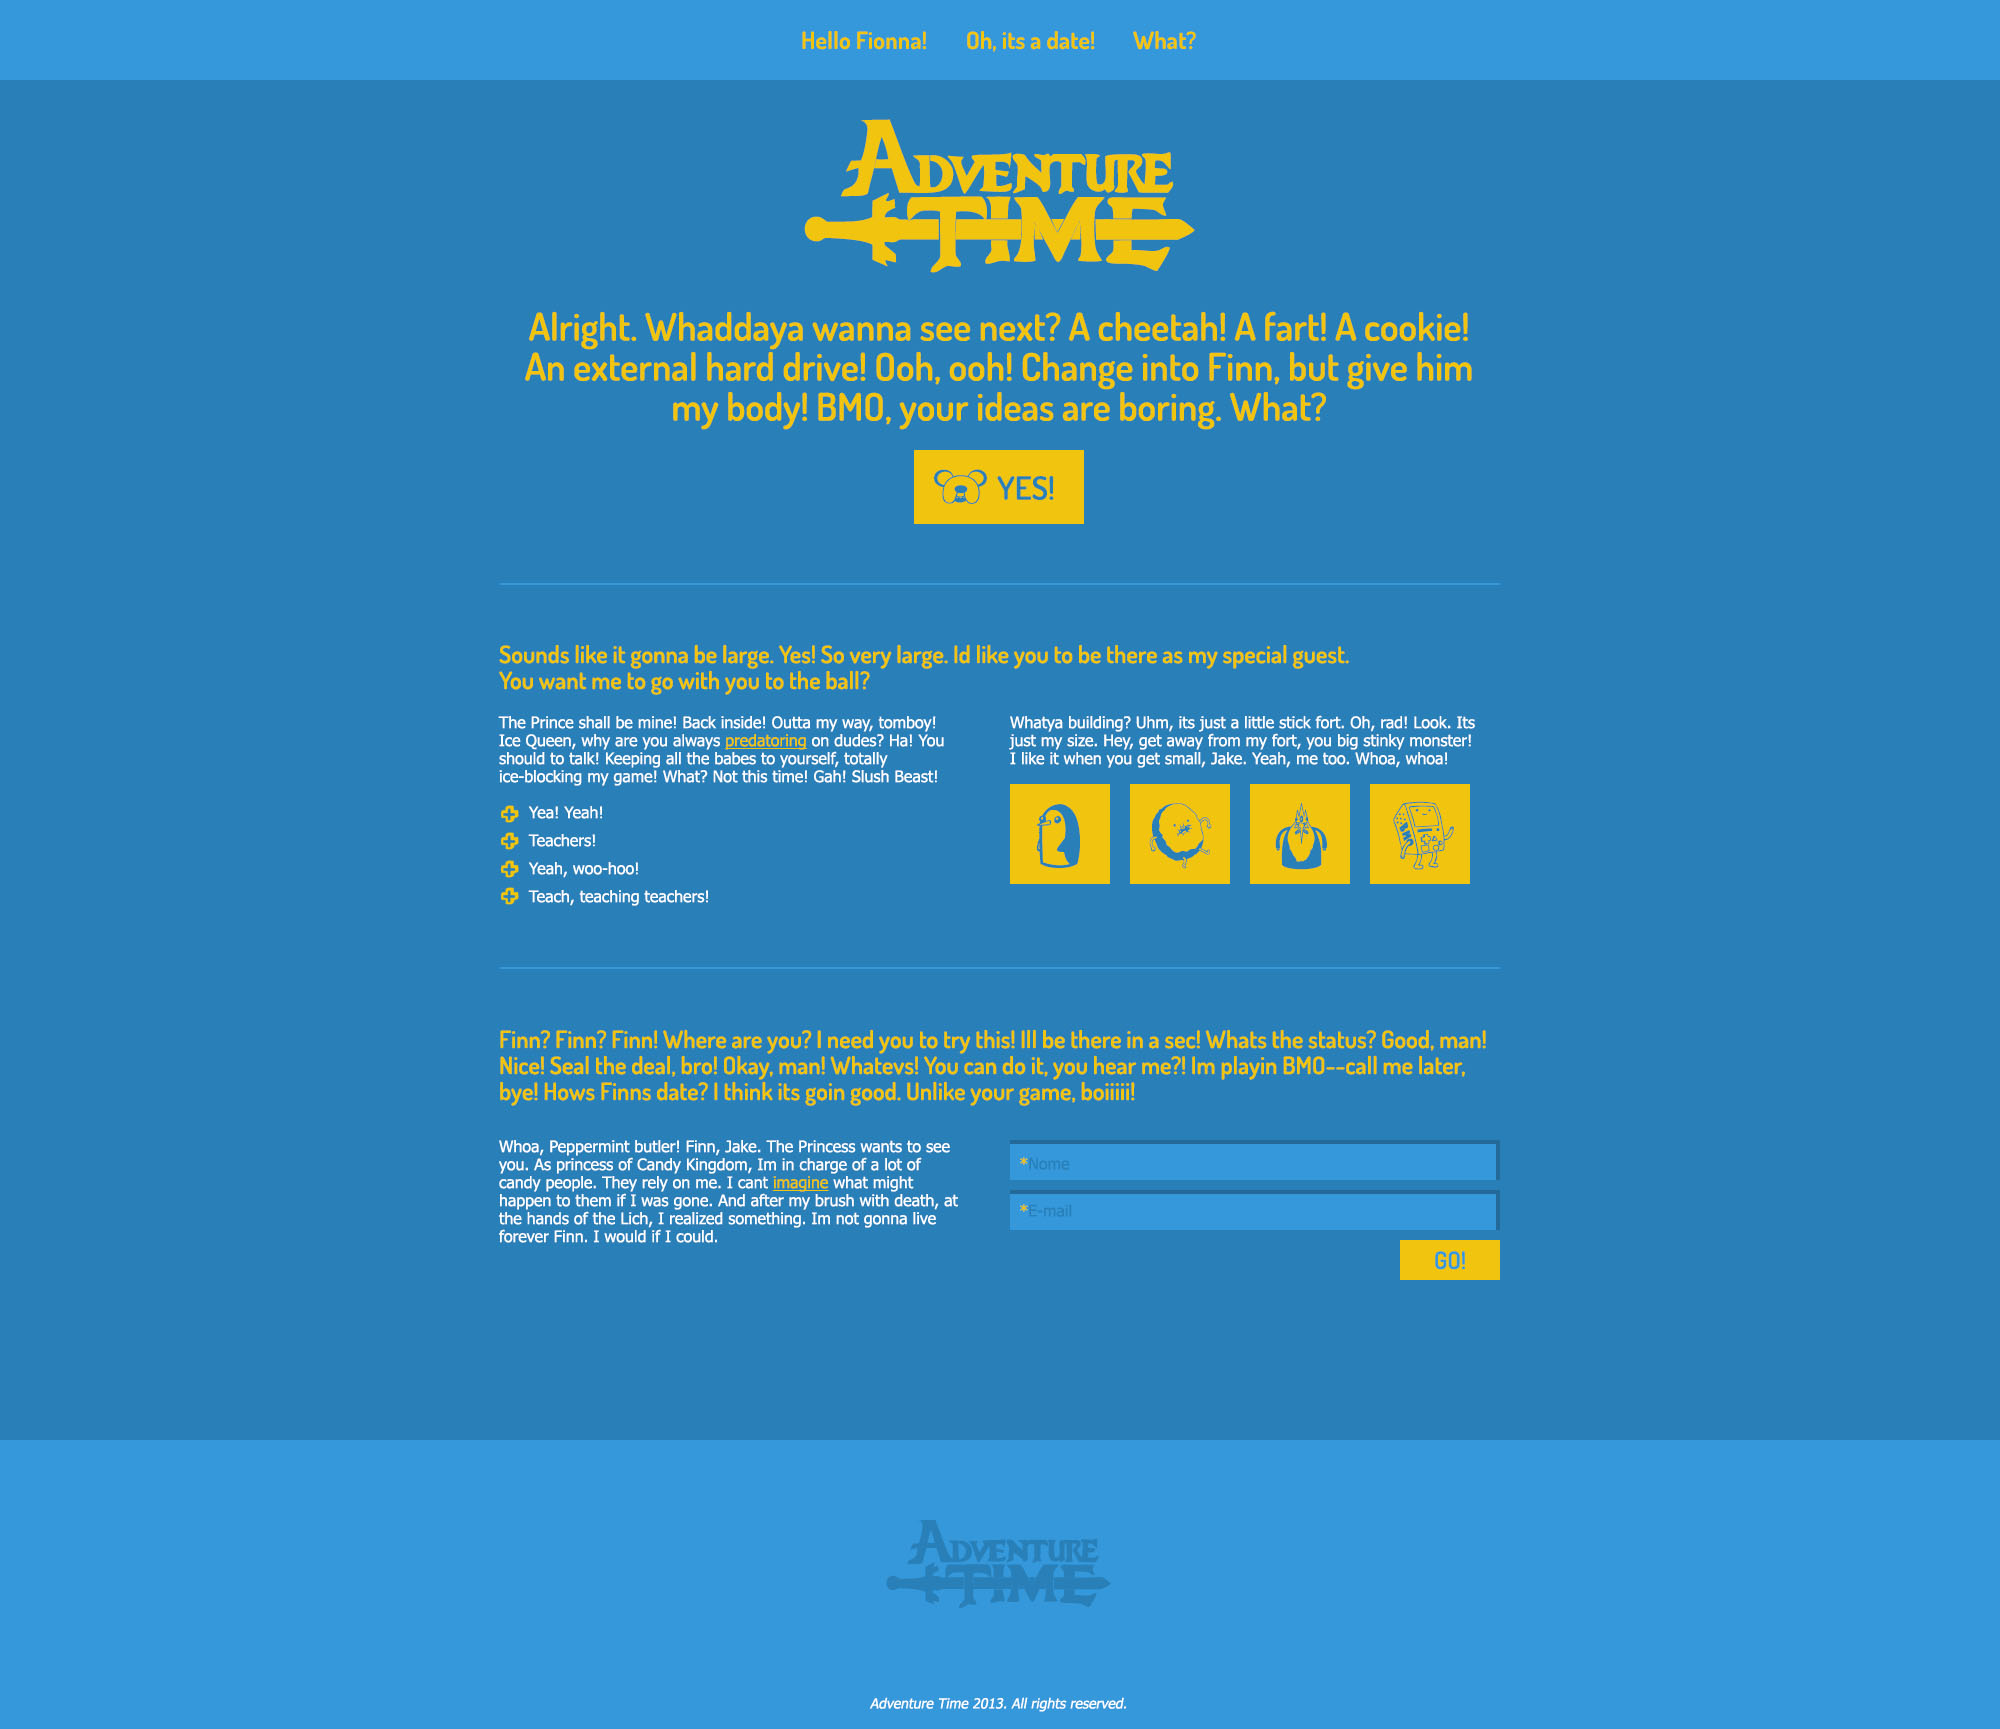 Hello Fionna! Oh, its a date! What?
ADVENTURE
TIME
Alright. Whaddaya wanna see next? A cheetah! A fart! A cookie!
An external hard drive! Ooh, ooh! Change into Finn, but give him
my body! BMO, your ideas are boring. What?
YES!
Sounds like it gonna be large. Yes! So very large. Id like you to be there as my special guest.
You want me to go with you to the ball?
The Prince shall be mine! Back inside! Outta my way, tomboy!
Ice Queen, why are you always predatoring on dudes? Ha! You
should to talk! Keeping all the babes to yourself, totally
ice-blocking my game! What? Not this time! Gah! Slush Beast!
Yea! Yeah!
Teachers!
Yeah, woo-hoo!
Teach, teaching teachers!
Whatya building? Uhm, its just a little stick fort. Oh, rad! Look. Its
just my size. Hey, get away from my fort, you big stinky monster!
I like it when you get small, Jake. Yeah, me too. Whoa, whoa!
BMO
Finn? Finn? Finn! Where are you? I need you to try this! Ill be there in a sec! Whats the status? Good, man!
Nice! Seal the deal, bro! Okay, man! Whatevs! You can do it, you hear me?! Im playin BMO--call me later,
bye! Hows Finns date? I think its goin good. Unlike your game, boiiiii!
Whoa, Peppermint butler! Finn, Jake. The Princess wants to see
you. As princess of Candy Kingdom, Im in charge of a lot of
candy people. They rely on me. I cant imagine what might
happen to them if I was gone. And after my brush with death, at
the hands of the Lich, I realized something. Im not gonna live
forever Finn. I would if I could.
*Nome
*E-mail
GO!
ADVENTURE
TIME
Adventure Time 2013. All rights reserved.